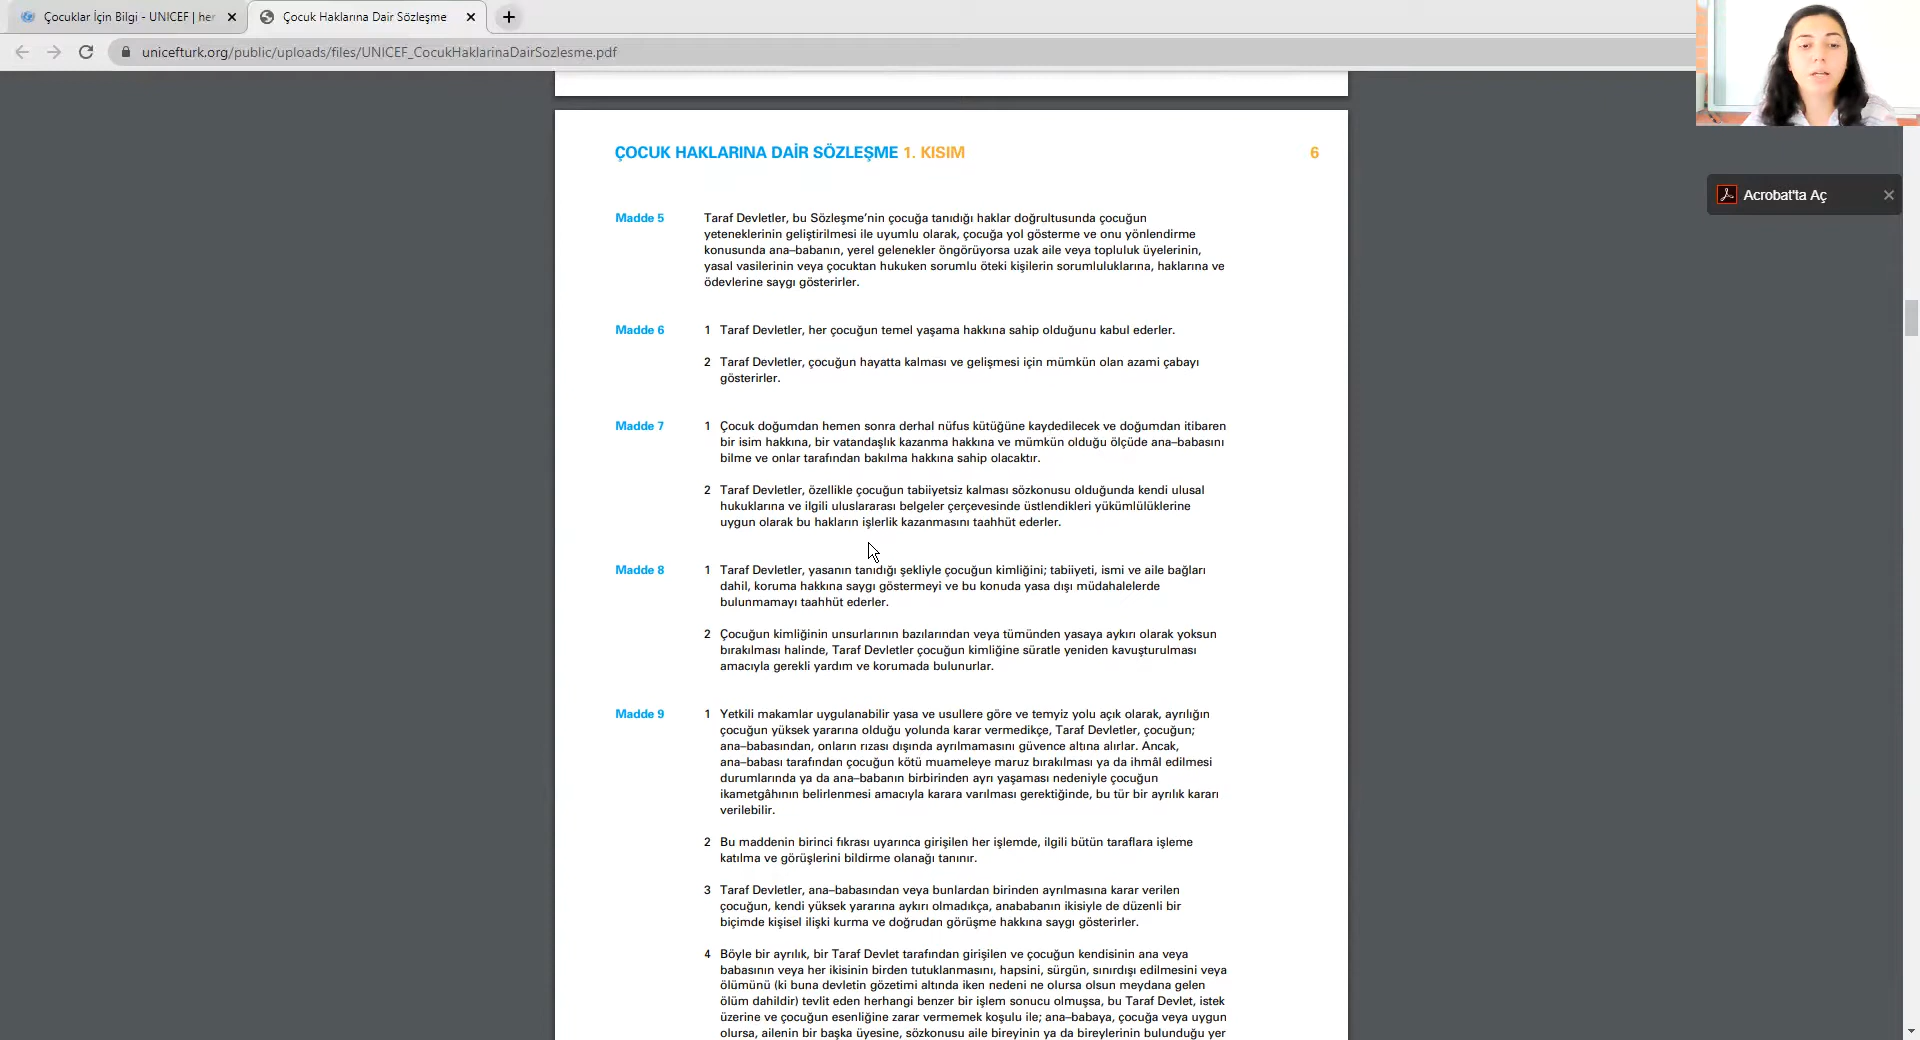 Çocuklar İçin Bilgi - UNICEF | her
Çocuk Haklarına Dair Sözleşme
unicefturk.org/public/uploads/files/UNICEF_CocukHaklarinaDairSozlesme.pdf
Acrobat'ta Aç
ÇOCUK HAKLARINA DAİR SÖZLEŞME 1. KISIM 6
Madde 5 Taraf Devletler, bu Sözleşme’nin çocuğa tanıdığı haklar doğrultusunda çocuğun
yeteneklerinin geliştirilmesi ile uyumlu olarak, çocuğa yol gösterme ve onu yönlendirme
konusunda ana–babanın, yerel gelenekler öngörüyorsa uzak aile veya topluluk üyelerinin,
yasal vasilerinin veya çocuktan hukuken sorumlu öteki kişilerin sorumluluklarına, haklarına ve
ödevlerine saygı gösterirler.
Madde 6 1 Taraf Devletler, her çocuğun temel yaşama hakkına sahip olduğunu kabul ederler.
2 Taraf Devletler, çocuğun hayatta kalması ve gelişmesi için mümkün olan azami çabayı
gösterirler.
Madde 7 1 Çocuk doğumdan hemen sonra derhal nüfus kütüğüne kaydedilecek ve doğumdan itibaren
bir isim hakkına, bir vatandaşlık kazanma hakkına ve mümkün olduğu ölçüde ana–babasını
bilme ve onlar tarafından bakılma hakkına sahip olacaktır.
2 Taraf Devletler, özellikle çocuğun tabiiyetsiz kalması sözkonusu olduğunda kendi ulusal
hukuklarına ve ilgili uluslararası belgeler çerçevesinde üstlendikleri yükümlülüklerine
uygun olarak bu hakların işlerlik kazanmasını taahhüt ederler.
Madde 8 1 Taraf Devletler, yasanın tanıdığı şekliyle çocuğun kimliğini; tabiiyeti, ismi ve aile bağları
dahil, koruma hakkına saygı göstermeyi ve bu konuda yasa dışı müdahalelerde
bulunmamayı taahhüt ederler.
2 Çocuğun kimliğinin unsurlarının bazılarından veya tümünden yasaya aykırı olarak yoksun
bırakılması halinde, Taraf Devletler çocuğun kimliğine süratle yeniden kavuşturulması
amacıyla gerekli yardım ve korumada bulunurlar.
Madde 9 1 Yetkili makamlar uygulanabilir yasa ve usullere göre ve temyiz yolu açık olarak, ayrılığın
çocuğun yüksek yararına olduğu yolunda karar vermedikçe, Taraf Devletler, çocuğun;
ana–babasından, onların rızası dışında ayrılmamasını güvence altına alırlar. Ancak,
ana–babası tarafından çocuğun kötü muameleye maruz bırakılması ya da ihmâl edilmesi
durumlarında ya da ana–babanın birbirinden ayrı yaşaması nedeniyle çocuğun
ikametgâhının belirlenmesi amacıyla karara varılması gerektiğinde, bu tür bir ayrılık kararı
verilebilir.
2 Bu maddenin birinci fıkrası uyarınca girişilen her işlemde, ilgili bütün taraflara işleme
katılma ve görüşlerini bildirme olanağı tanınır.
3 Taraf Devletler, ana–babasından veya bunlardan birinden ayrılmasına karar verilen
çocuğun, kendi yüksek yararına aykırı olmadıkça, anababanın ikisiyle de düzenli bir
biçimde kişisel ilişki kurma ve doğrudan görüşme hakkına saygı gösterirler.
4 Böyle bir ayrılık, bir Taraf Devlet tarafından girişilen ve çocuğun kendisinin ana veya
babasının veya her ikisinin birden tutuklanmasını, hapsini, sürgün, sınırdışı edilmesini veya
ölümünü (ki buna devletin gözetimi altında iken nedeni ne olursa olsun meydana gelen
ölüm dahildir) tevlit eden herhangi benzer bir işlem sonucu olmuşsa, bu Taraf Devlet, istek
üzerine ve çocuğun esenliğine zarar vermemek koşulu ile; ana–babaya, çocuğa veya uygun
olursa, ailenin bir başka üyesine, sözkonusu aile bireyinin ya da bireylerinin bulunduğu yer